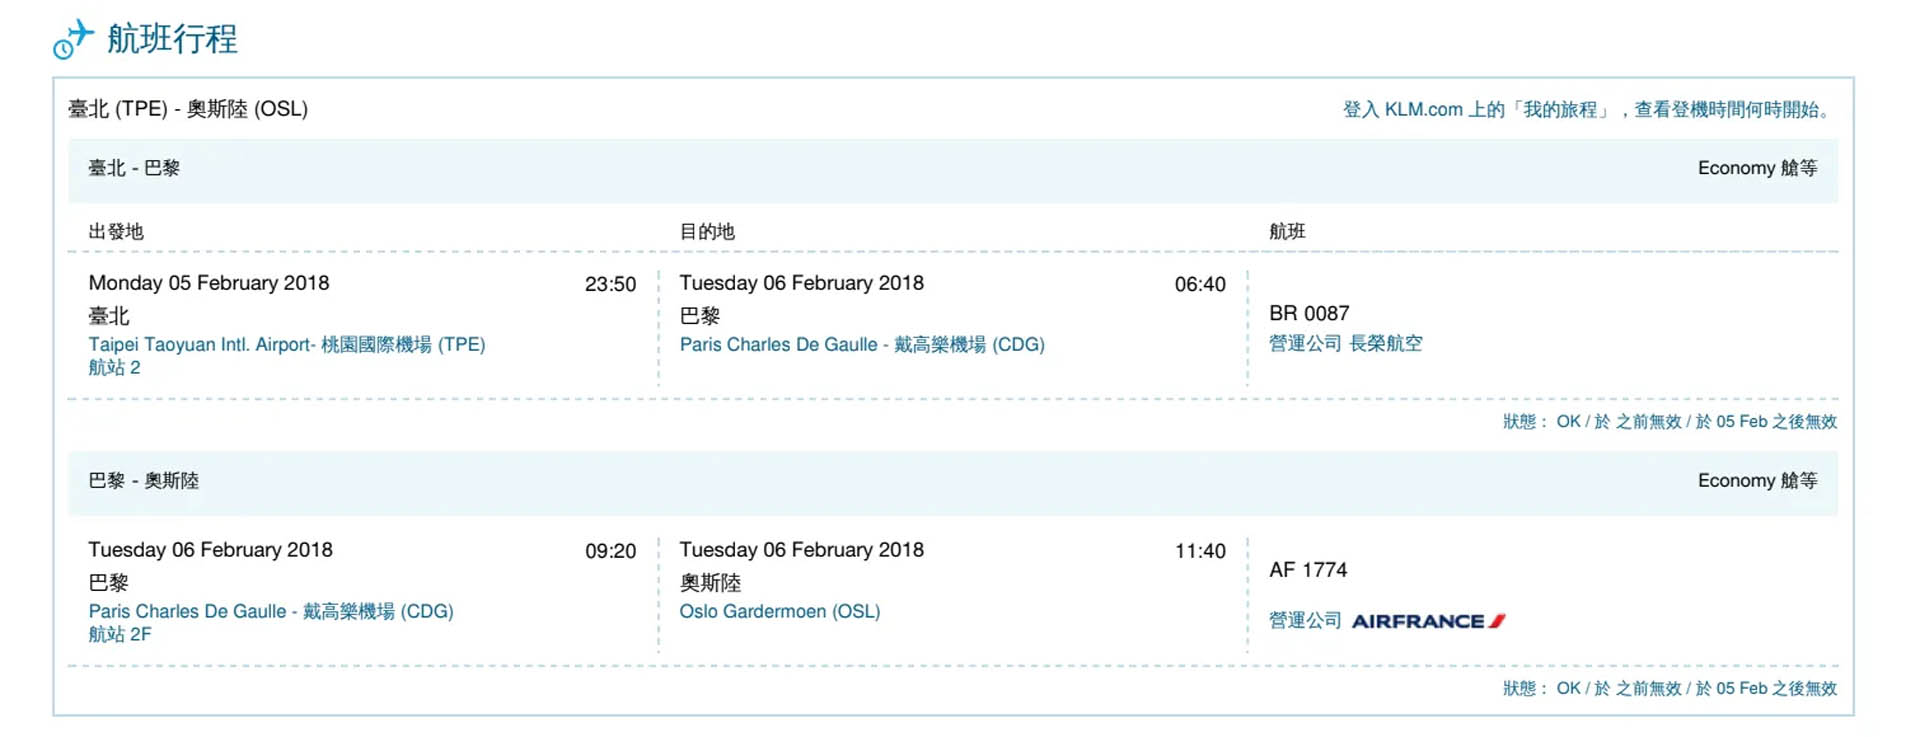 航班行程
臺北 (TPE) - 奧斯陸 (OSL) 登入 KLM.com 上的「我的旅程」，查看登機時間何時開始。
臺北 - 巴黎 Economy 艙等
出發地 目的地 航班
Monday 05 February 2018 23:50 Tuesday 06 February 2018 06:40
臺北 巴黎 BR 0087
Taipei Taoyuan Intl. Airport- 桃園國際機場 (TPE) Paris Charles De Gaulle - 戴高樂機場 (CDG) 營運公司 長榮航空
航站 2
狀態： OK / 於 之前無效 / 於 05 Feb 之後無效
巴黎 - 奧斯陸 Economy 艙等
Tuesday 06 February 2018 09:20 Tuesday 06 February 2018 11:40
巴黎 奧斯陸 AF 1774
Paris Charles De Gaulle - 戴高樂機場 (CDG) Oslo Gardermoen (OSL) 營運公司 AIRFRANCE
航站 2F
狀態： OK / 於 之前無效 / 於 05 Feb 之後無效